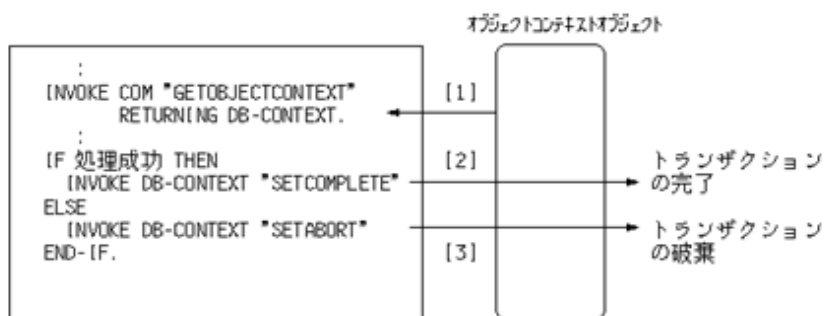 オブジェクトコンテキストオブジェクト
:
INVOKE COM "GETOBJECTCONTEXT"
RETURNING DB-CONTEXT.
[1]
:
IF 処理成功 THEN
[2]
INVOKE DB-CONTEXT "SETCOMPLETE"
トランザクション
の完了
ELSE
INVOKE DB-CONTEXT "SETABORT"
トランザクション
の破棄
END-IF.
[3]